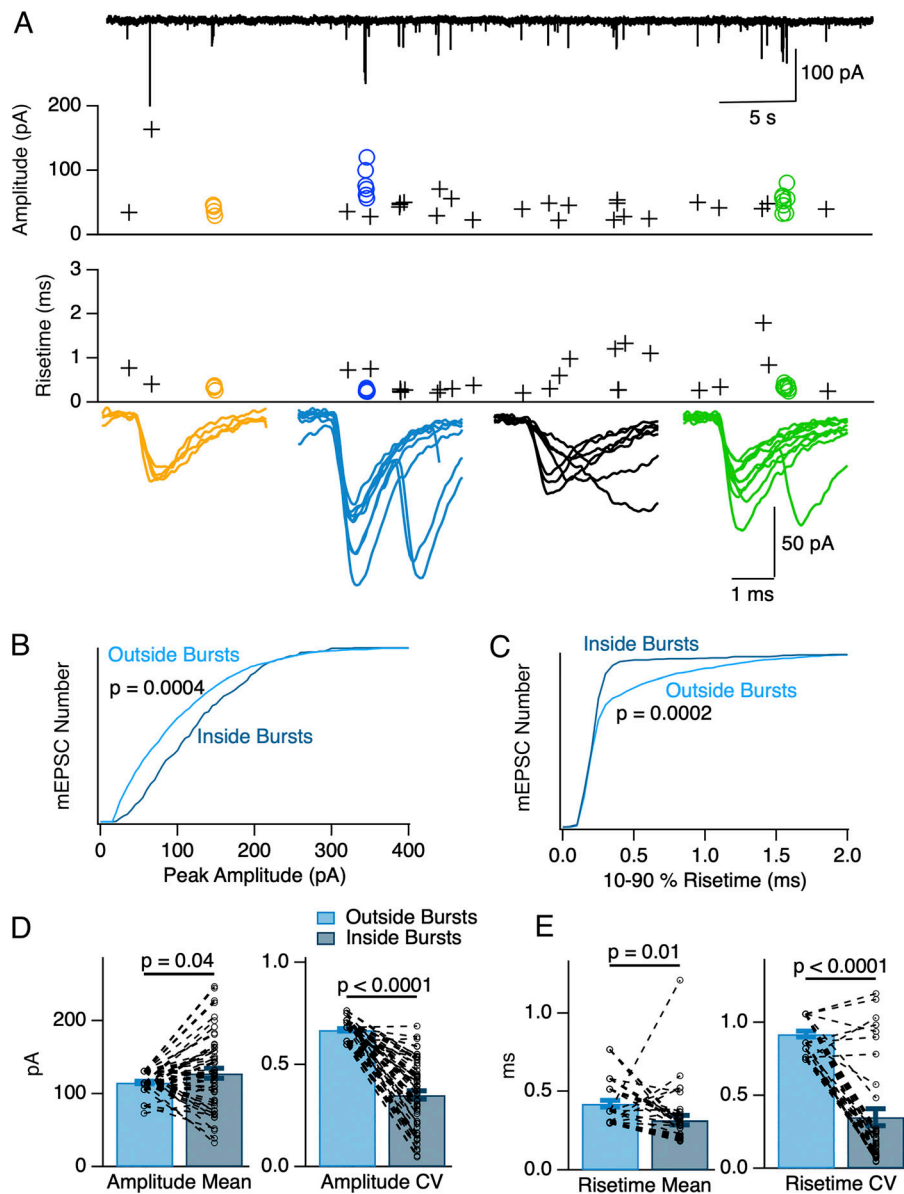 A
100 pA
5 s
Amplitude (pA)
200
100
0
Risetime (ms)
3
2
1
0
50 pA
1 ms
B
Outside Bursts
p = 0.0004
Inside Bursts
mEPSC Number
0 100 200 300 400
Peak Amplitude (pA)
C
Inside Bursts
Outside Bursts
p = 0.0002
mEPSC Number
0.0 0.5 1.0 1.5 2.0
10-90 % Risetime (ms)
D
Outside Bursts
Inside Bursts
p = 0.04
pA
200
100
0
Amplitude Mean
1.0
p < 0.0001
0.5
0.0
Amplitude CV
E
p = 0.01
ms
1.0
0.5
0.0
Risetime Mean
p < 0.0001
1.0
0.5
0.0
Risetime CV